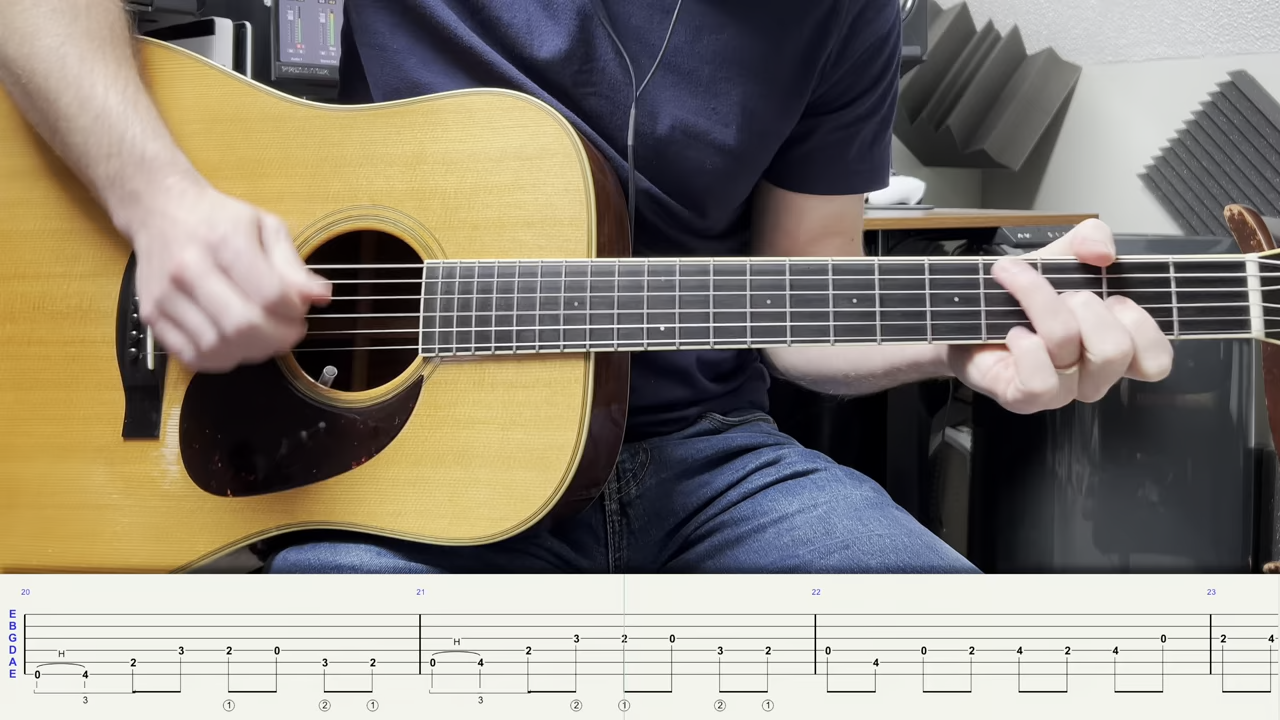 PRESONUS
20 21 22 23
E
B H
G 3 2 0 0 2 4
D H 3 2 0 2 3 2 0 0 2 4 2 4
A 2 3 2 0 4 4
E 0 4
3 3
① ② ① ② ① ② ①